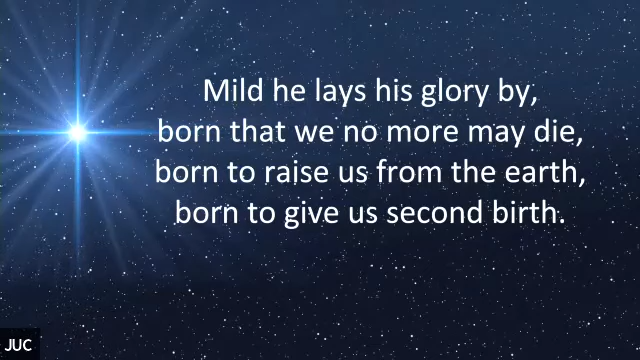 Mild he lays his glory by,
born that we no more may die,
born to raise us from the earth,
born to give us second birth.
JUC